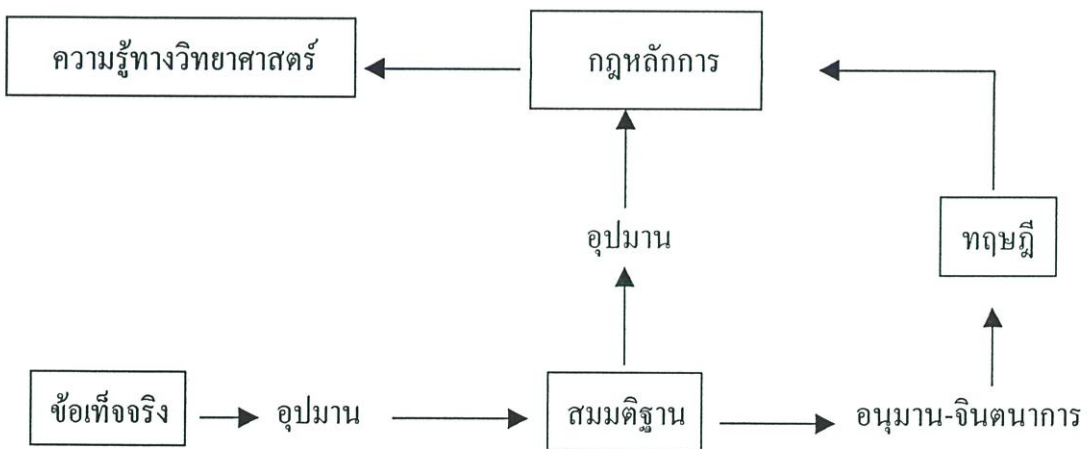 ความรู้ทางวิทยาศาสตร์
กฎหลักการ
อุปมาน
ทฤษฎี
ข้อเท็จจริง
อุปมาน
สมมติฐาน
อนุมาน-จินตนาการ